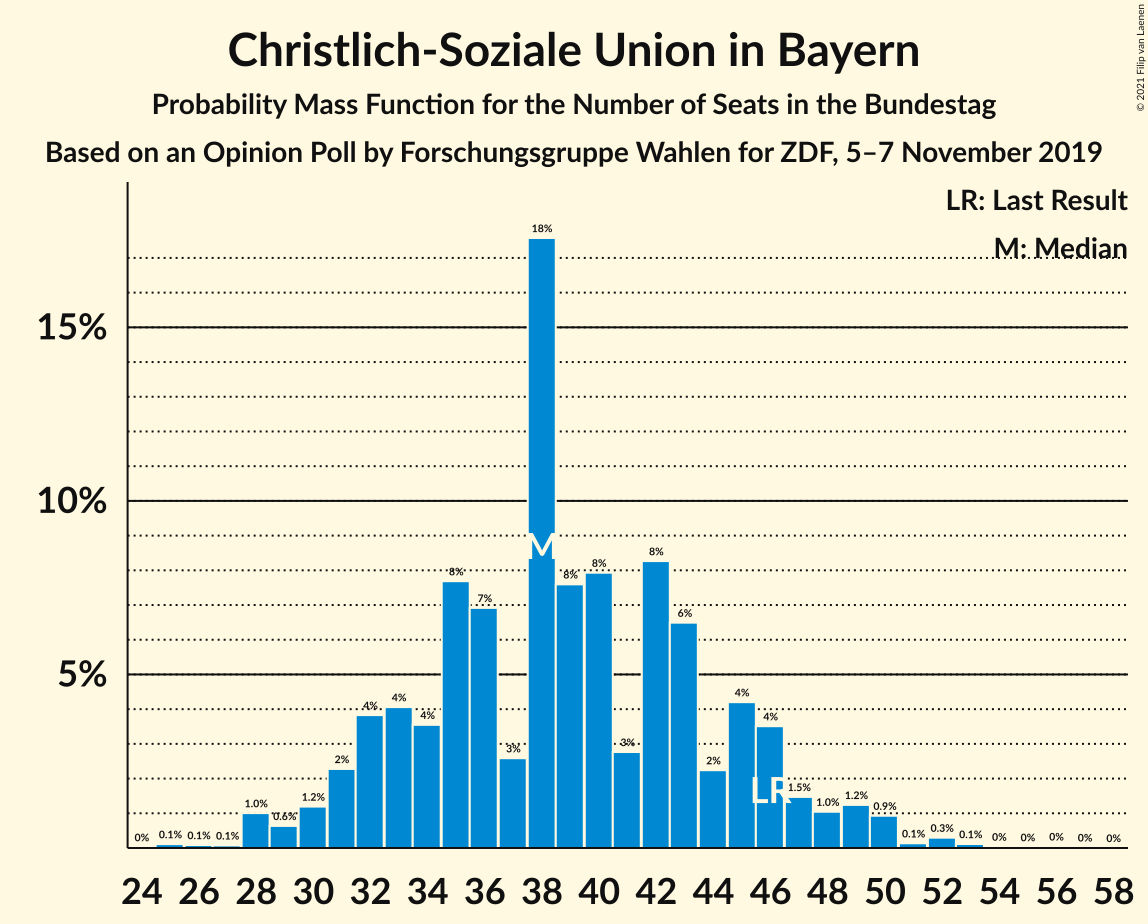 Christlich-Soziale Union in Bayern
Probability Mass Function for the Number of Seats in the Bundestag
Based on an Opinion Poll by Forschungsgruppe Wahlen for ZDF, 5–7 November 2019
© 2021 Filip van Laenen
LR: Last Result
M: Median
15%
10%
5%
0% 0.1% 0.1% 0.1% 1.0% 0.6% 1.2% 2% 4% 4% 4% 8% 7% 3% 18% 8% 8% 3% 8% 6% 2% 4% 4% 1.5% 1.0% 1.2% 0.9% 0.1% 0.3% 0.1% 0% 0% 0% 0% 0%
M
LR
24 26 28 30 32 34 36 38 40 42 44 46 48 50 52 54 56 58